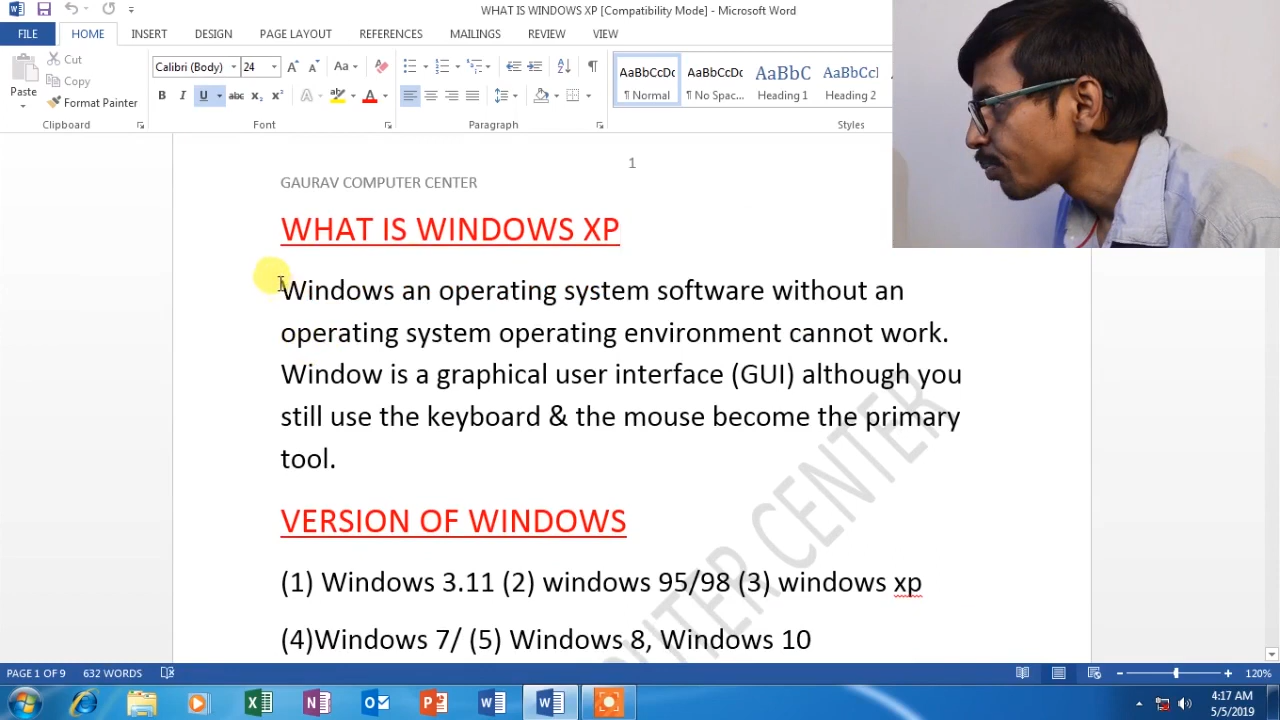 WHAT IS WINDOWS XP [Compatibility Mode] - Microsoft Word
FILE HOME INSERT DESIGN PAGE LAYOUT REFERENCES MAILINGS REVIEW VIEW
Cut
Copy
Format Painter
Paste
Calibri (Body) 24
AaBbCcDc AaBbCcDc AaBbC AaBbCcl
¶ Normal ¶ No Spac... Heading 1 Heading 2
Clipboard Font Paragraph Styles
1
GAURAV COMPUTER CENTER
WHAT IS WINDOWS XP
Windows an operating system software without an
operating system operating environment cannot work.
Window is a graphical user interface (GUI) although you
still use the keyboard & the mouse become the primary
tool.
VERSION OF WINDOWS
(1) Windows 3.11 (2) windows 95/98 (3) windows xp
(4)Windows 7/ (5) Windows 8, Windows 10
COMPUTER CENTER
PAGE 1 OF 9 632 WORDS 120%
4:17 AM
5/5/2019